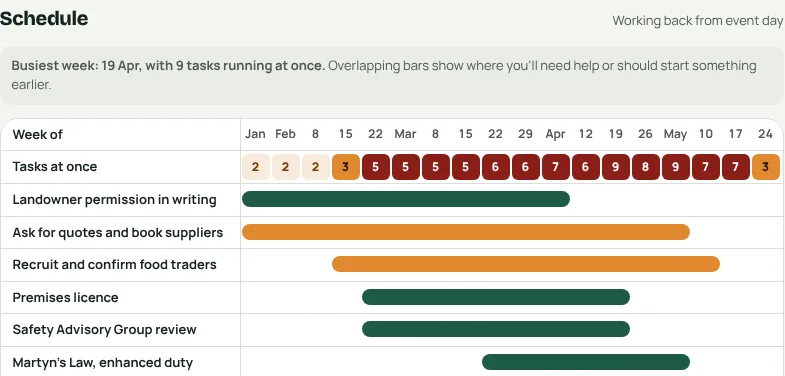 Schedule
Working back from event day
Busiest week: 19 Apr, with 9 tasks running at once. Overlapping bars show where you'll need help or should start something
earlier.
Week of Jan Feb 8 15 22 Mar 8 15 22 29 Apr 12 19 26 May 10 17 24
Tasks at once 2 2 2 3 5 5 5 5 6 6 7 6 9 8 9 7 7 3
Landowner permission in writing
Ask for quotes and book suppliers
Recruit and confirm food traders
Premises licence
Safety Advisory Group review
Martyn's Law, enhanced duty